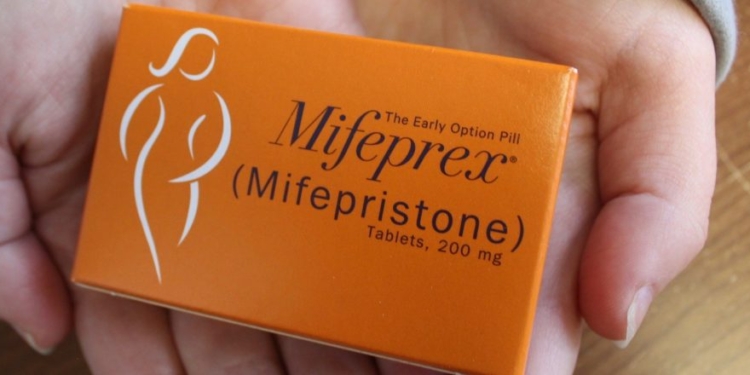 The Early Option Pill
Mifeprex®
(Mifepristone)
Tablets, 200 mg